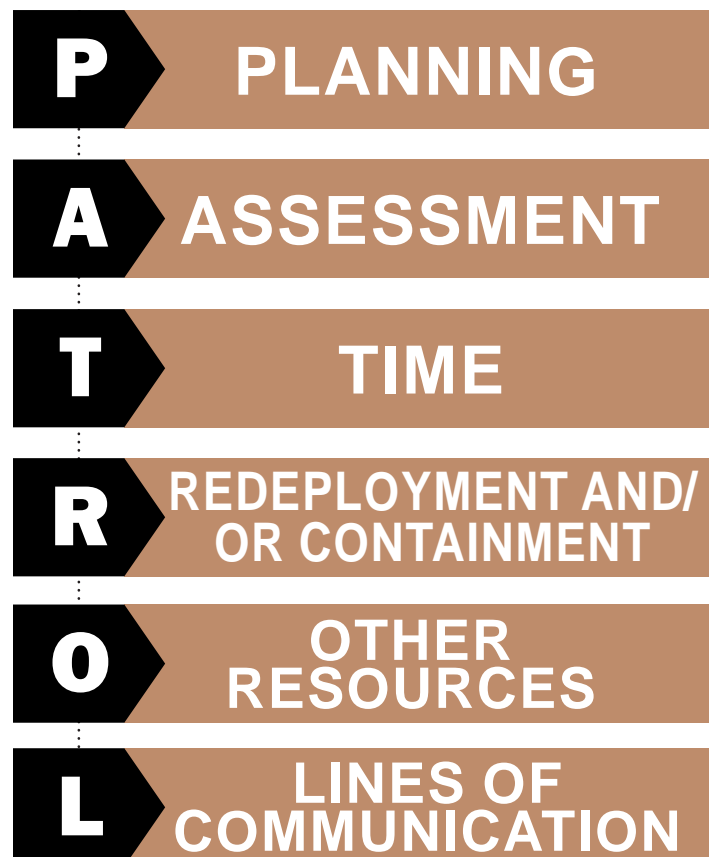 P PLANNING
A ASSESSMENT
T TIME
R REDEPLOYMENT AND/
OR CONTAINMENT
O OTHER
RESOURCES
L LINES OF
COMMUNICATION